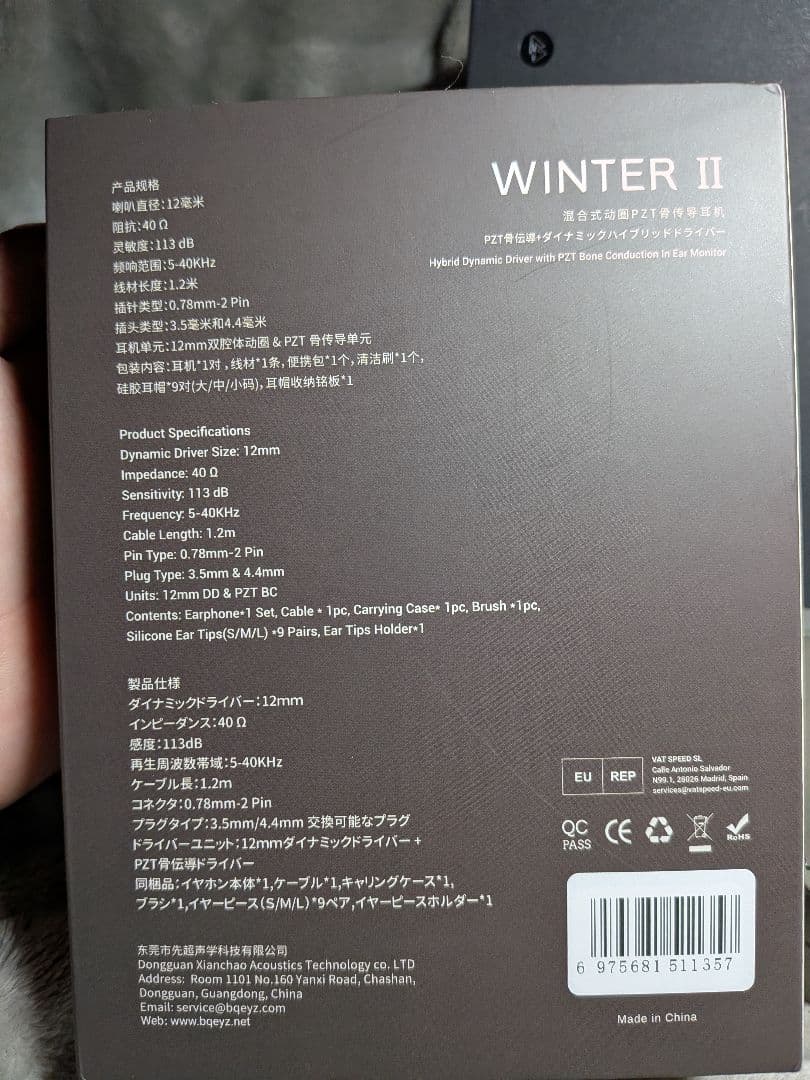 WINTER II
混合式动圈PZT骨传导耳机
PZT骨伝導+ダイナミックハイブリッドドライバー
Hybrid Dynamic Driver with PZT Bone Conduction In Ear Monitor
产品规格
喇叭直径:12毫米
阻抗:40 Ω
灵敏度:113 dB
频响范围:5-40KHz
线材长度:1.2米
插针类型:0.78mm-2 Pin
插头类型:3.5毫米和4.4毫米
耳机单元:12mm双腔体动圈 & PZT 骨传导单元
包装内容:耳机*1对,线材*1条,便携包*1个,清洁刷*1个,
硅胶耳帽*9对(大/中/小码),耳帽收纳铭板*1
Product Specifications
Dynamic Driver Size: 12mm
Impedance: 40 Ω
Sensitivity: 113 dB
Frequency: 5-40KHz
Cable Length: 1.2m
Pin Type: 0.78mm-2 Pin
Plug Type: 3.5mm & 4.4mm
Units: 12mm DD & PZT BC
Contents: Earphone*1 Set, Cable * 1pc, Carrying Case* 1pc, Brush *1pc,
Silicone Ear Tips(S/M/L) *9 Pairs, Ear Tips Holder*1
製品仕様
ダイナミックドライバー:12mm
インピーダンス:40 Ω
感度:113dB
再生周波数帯域:5-40KHz
ケーブル長:1.2m
コネクタ:0.78mm-2 Pin
プラグタイプ:3.5mm/4.4mm 交換可能なプラグ
ドライバーユニット:12mmダイナミックドライバー +
PZT骨伝導ドライバー
同梱品:イヤホン本体*1,ケーブル*1,キャリングケース*1,
ブラシ*1,イヤーピース(S/M/L)*9ペア,イヤーピースホルダー*1
东莞市先超声学科技有限公司
Dongguan Xianchao Acoustics Technology co. LTD
Address: Room 1101 No.160 Yanxi Road, Chashan,
Dongguan, Guangdong, China
Email: service@bqeyz.com
Web: www.bqeyz.net
EU REP
VAT SPEED SL
Calle Antonio Salvador
N99.1, 28026 Madrid, Spain
services@vatspeed-eu.com
QC
PASS
CE
RoHS
6 975681 511357
Made in China